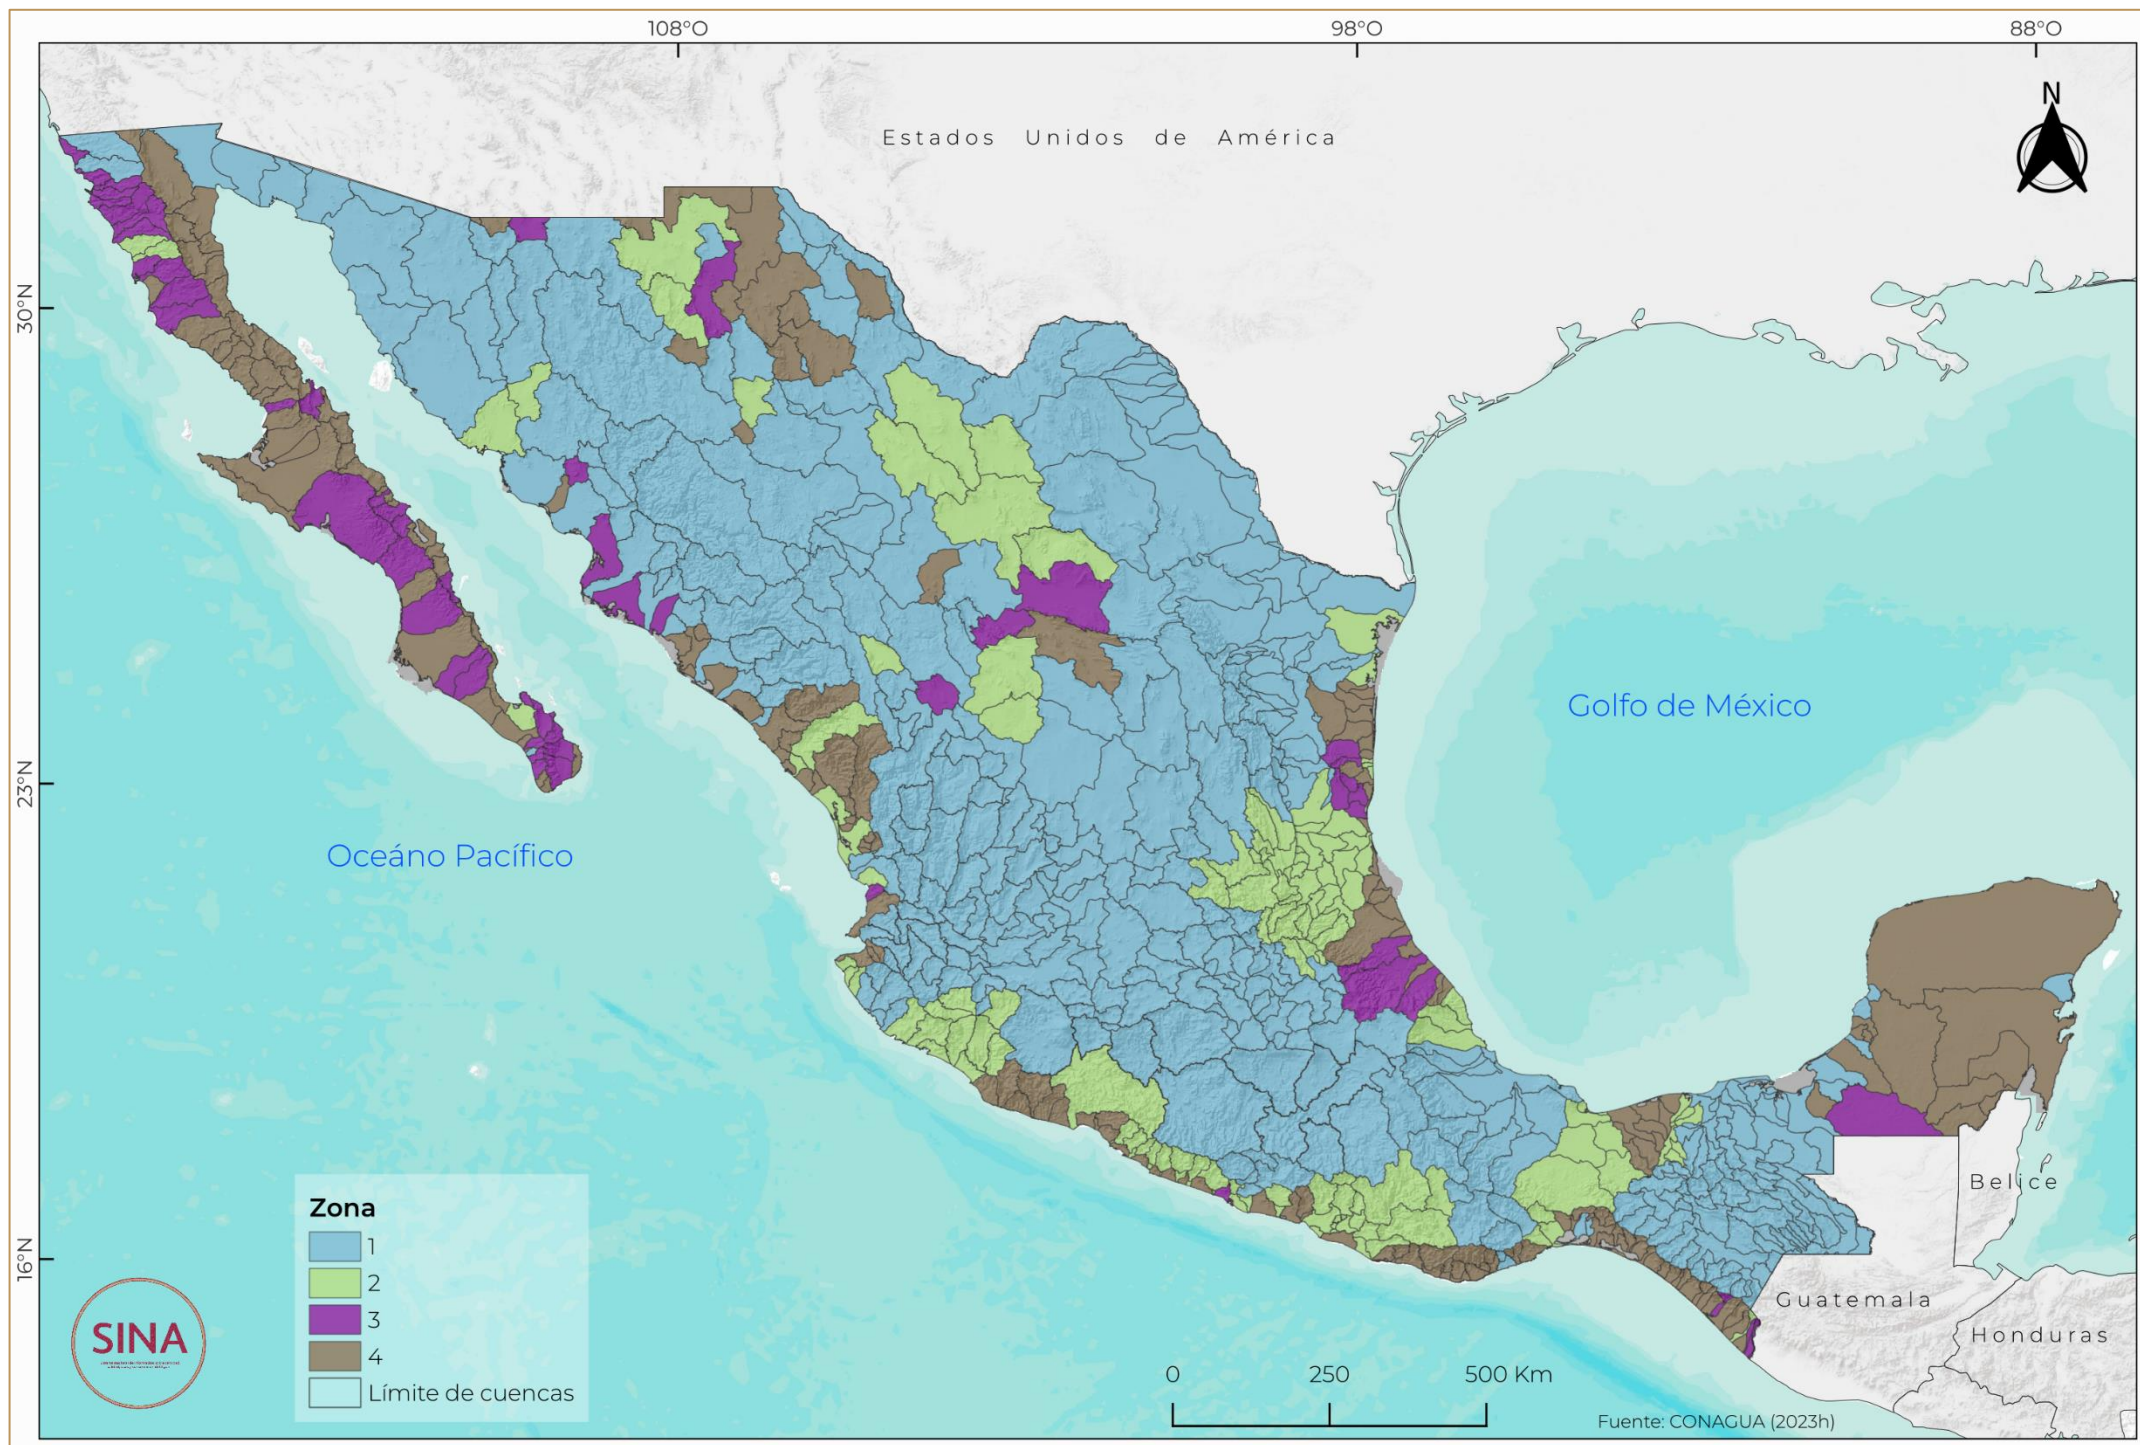 108°O 98°O 88°O
N
Estados Unidos de América
30°N
Golfo de México
23°N
Oceáno Pacífico
Belice
Zona
1
16°N
2
Guatemala
3
SINA
Honduras
4
0 250 500 Km
Límite de cuencas
Fuente: CONAGUA (2023h)